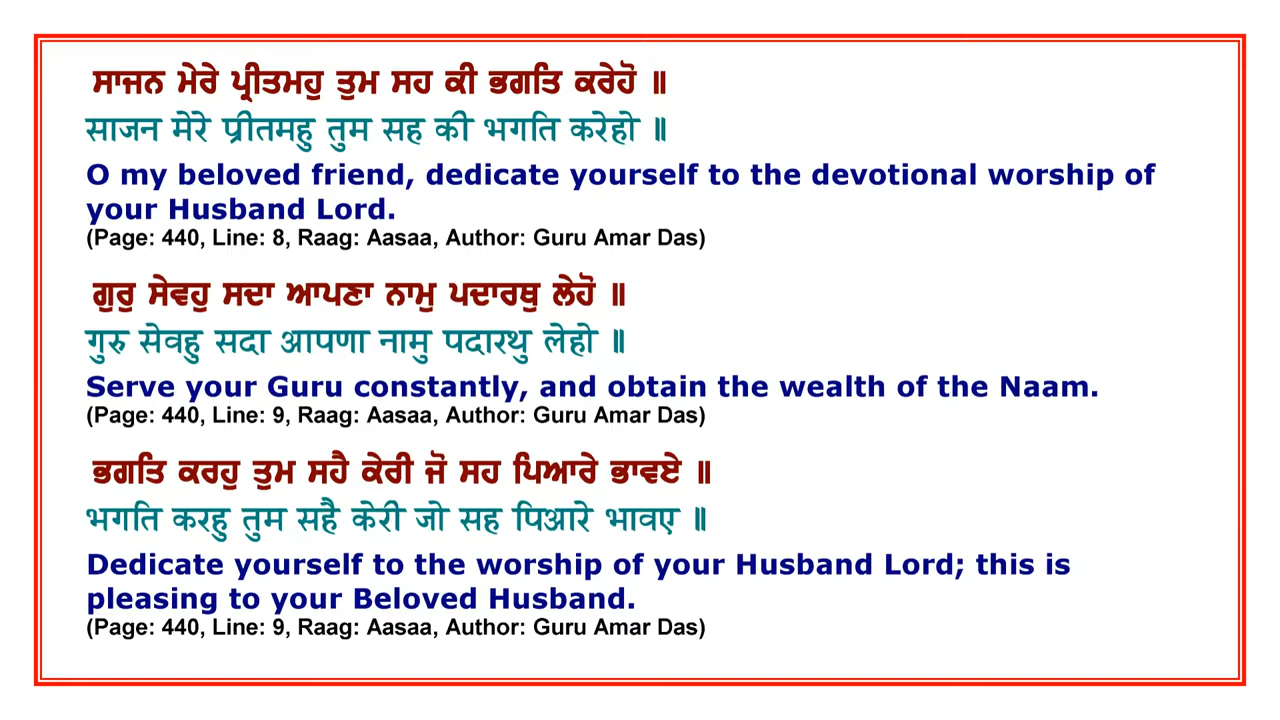 ਸਾਜਨ ਮੇਰੇ ਪ੍ਰੀਤਮਹੁ ਤੁਮ ਸਹ ਕੀ ਭਗਤਿ ਕਰੇਹੋ ॥
साजन मेरे प्रीतमहु तुम सह की भगति करेहो ॥
O my beloved friend, dedicate yourself to the devotional worship of
your Husband Lord.
(Page: 440, Line: 8, Raag: Aasaa, Author: Guru Amar Das)
ਗੁਰੁ ਸੇਵਹੁ ਸਦਾ ਆਪਣਾ ਨਾਮੁ ਪਦਾਰਥੁ ਲੇਹੋ ॥
गुरु सेवहु सदा आपणा नामु पदारथु लेहो ॥
Serve your Guru constantly, and obtain the wealth of the Naam.
(Page: 440, Line: 9, Raag: Aasaa, Author: Guru Amar Das)
ਭਗਤਿ ਕਰਹੁ ਤੁਮ ਸਹੈ ਕੇਰੀ ਜੋ ਸਹ ਪਿਆਰੇ ਭਾਵਏ ॥
भगति करहु तुम सहै केरी जो सह पिआरे भावए ॥
Dedicate yourself to the worship of your Husband Lord; this is
pleasing to your Beloved Husband.
(Page: 440, Line: 9, Raag: Aasaa, Author: Guru Amar Das)